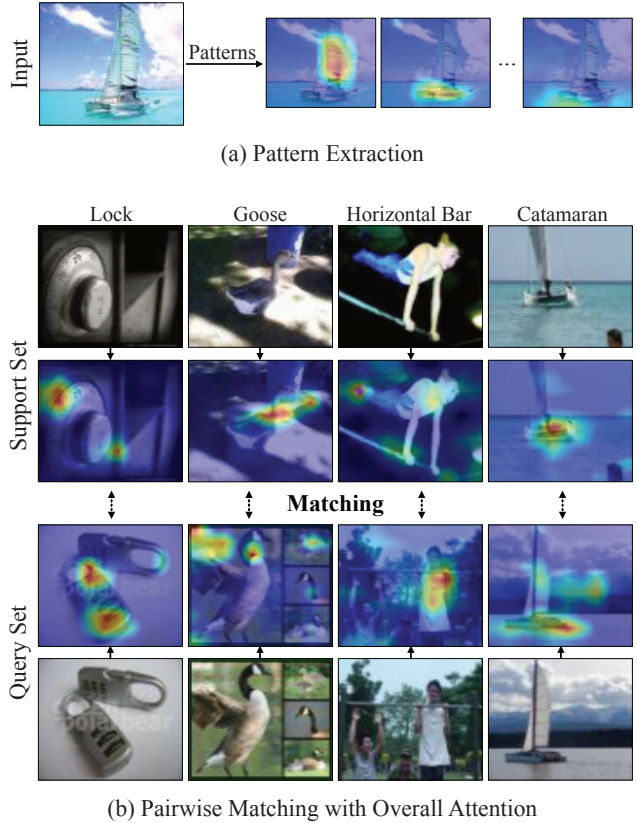 Input
Patterns
...
(a) Pattern Extraction
Lock
Goose
Horizontal Bar
Catamaran
Support Set
Matching
Query Set
(b) Pairwise Matching with Overall Attention